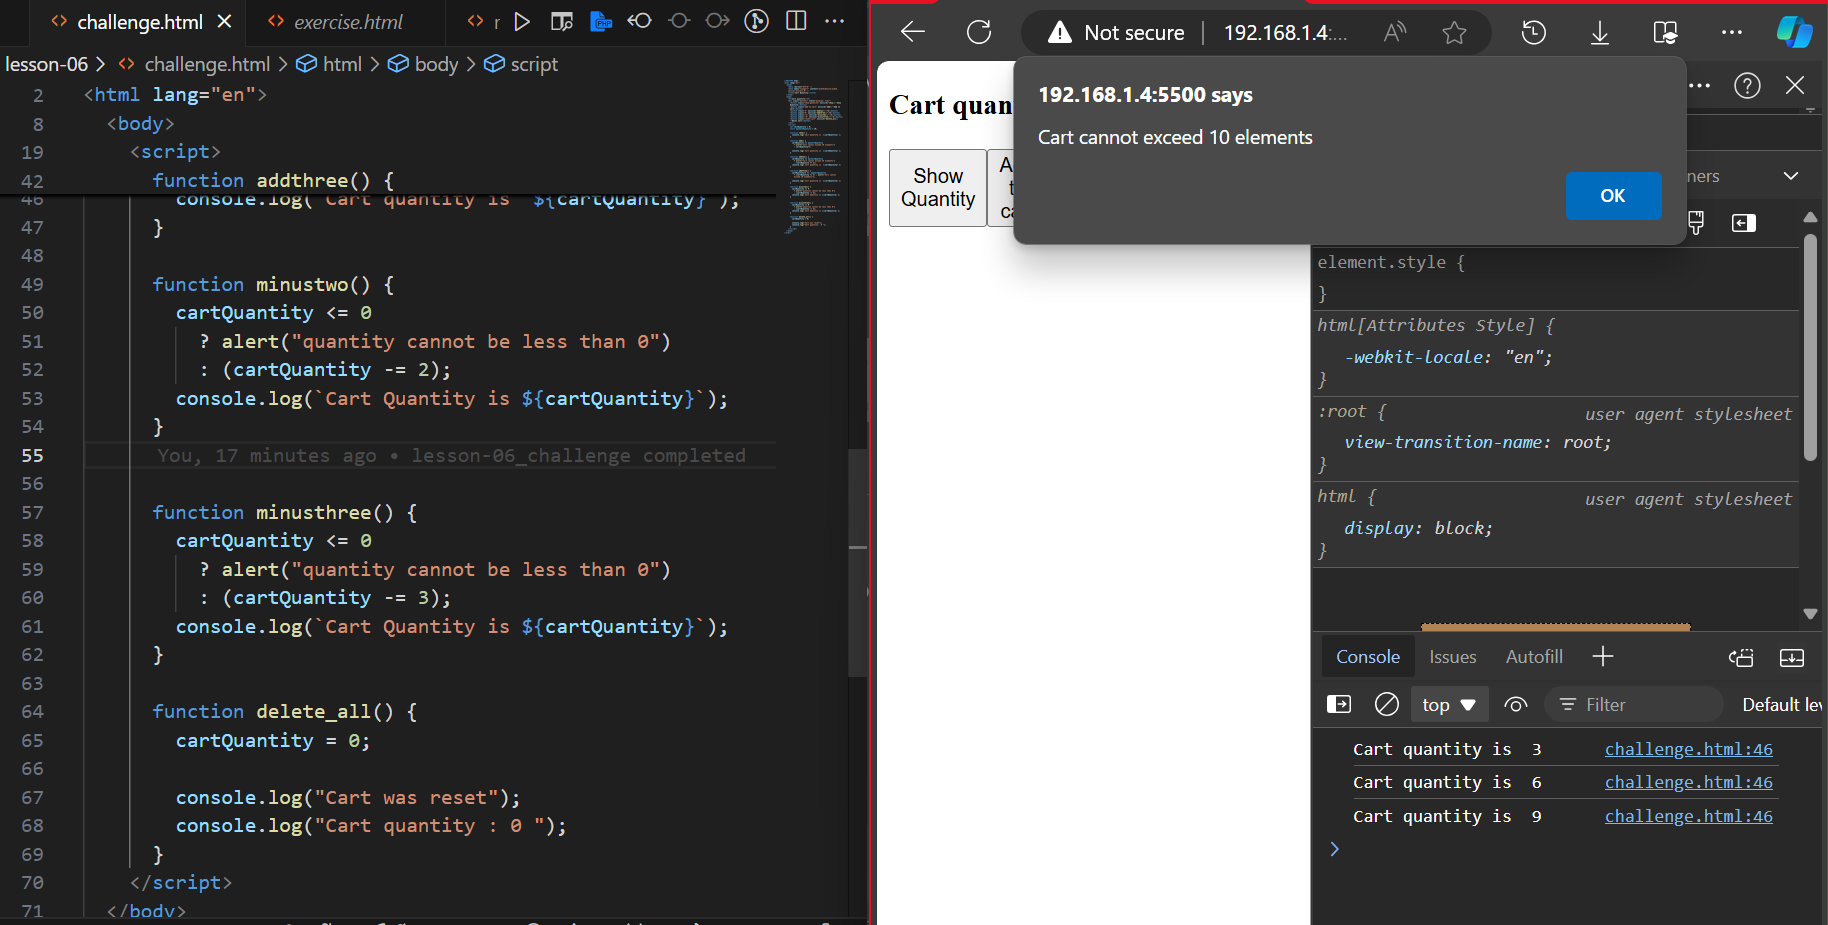 challenge.html
exercise.html
lesson-06 > challenge.html > html > body > script
2 <html lang="en">
8 <body>
19 <script>
42 function addthree() {
46 console.log(`Cart quantity is  ${cartQuantity}`);
47 }
48
49 function minustwo() {
50 cartQuantity <= 0
51 ? alert("quantity cannot be less than 0")
52 : (cartQuantity -= 2);
53 console.log(`Cart Quantity is ${cartQuantity}`);
54 }
55 You, 17 minutes ago • lesson-06_challenge completed
56
57 function minusthree() {
58 cartQuantity <= 0
59 ? alert("quantity cannot be less than 0")
60 : (cartQuantity -= 3);
61 console.log(`Cart Quantity is ${cartQuantity}`);
62 }
63
64 function delete_all() {
65 cartQuantity = 0;
66
67 console.log("Cart was reset");
68 console.log("Cart quantity : 0 ");
69 }
70 </script>
71 </body>
Not secure | 192.168.1.4:...
192.168.1.4:5500 says
Cart cannot exceed 10 elements
OK
Cart quan
Show
Quantity
A
t
ca
ners
element.style {
}
html[Attributes Style] {
-webkit-locale: "en";
}
:root { user agent stylesheet
view-transition-name: root;
}
html { user agent stylesheet
display: block;
}
Console Issues Autofill
top Filter Default lev
Cart quantity is  3 challenge.html:46
Cart quantity is  6 challenge.html:46
Cart quantity is  9 challenge.html:46